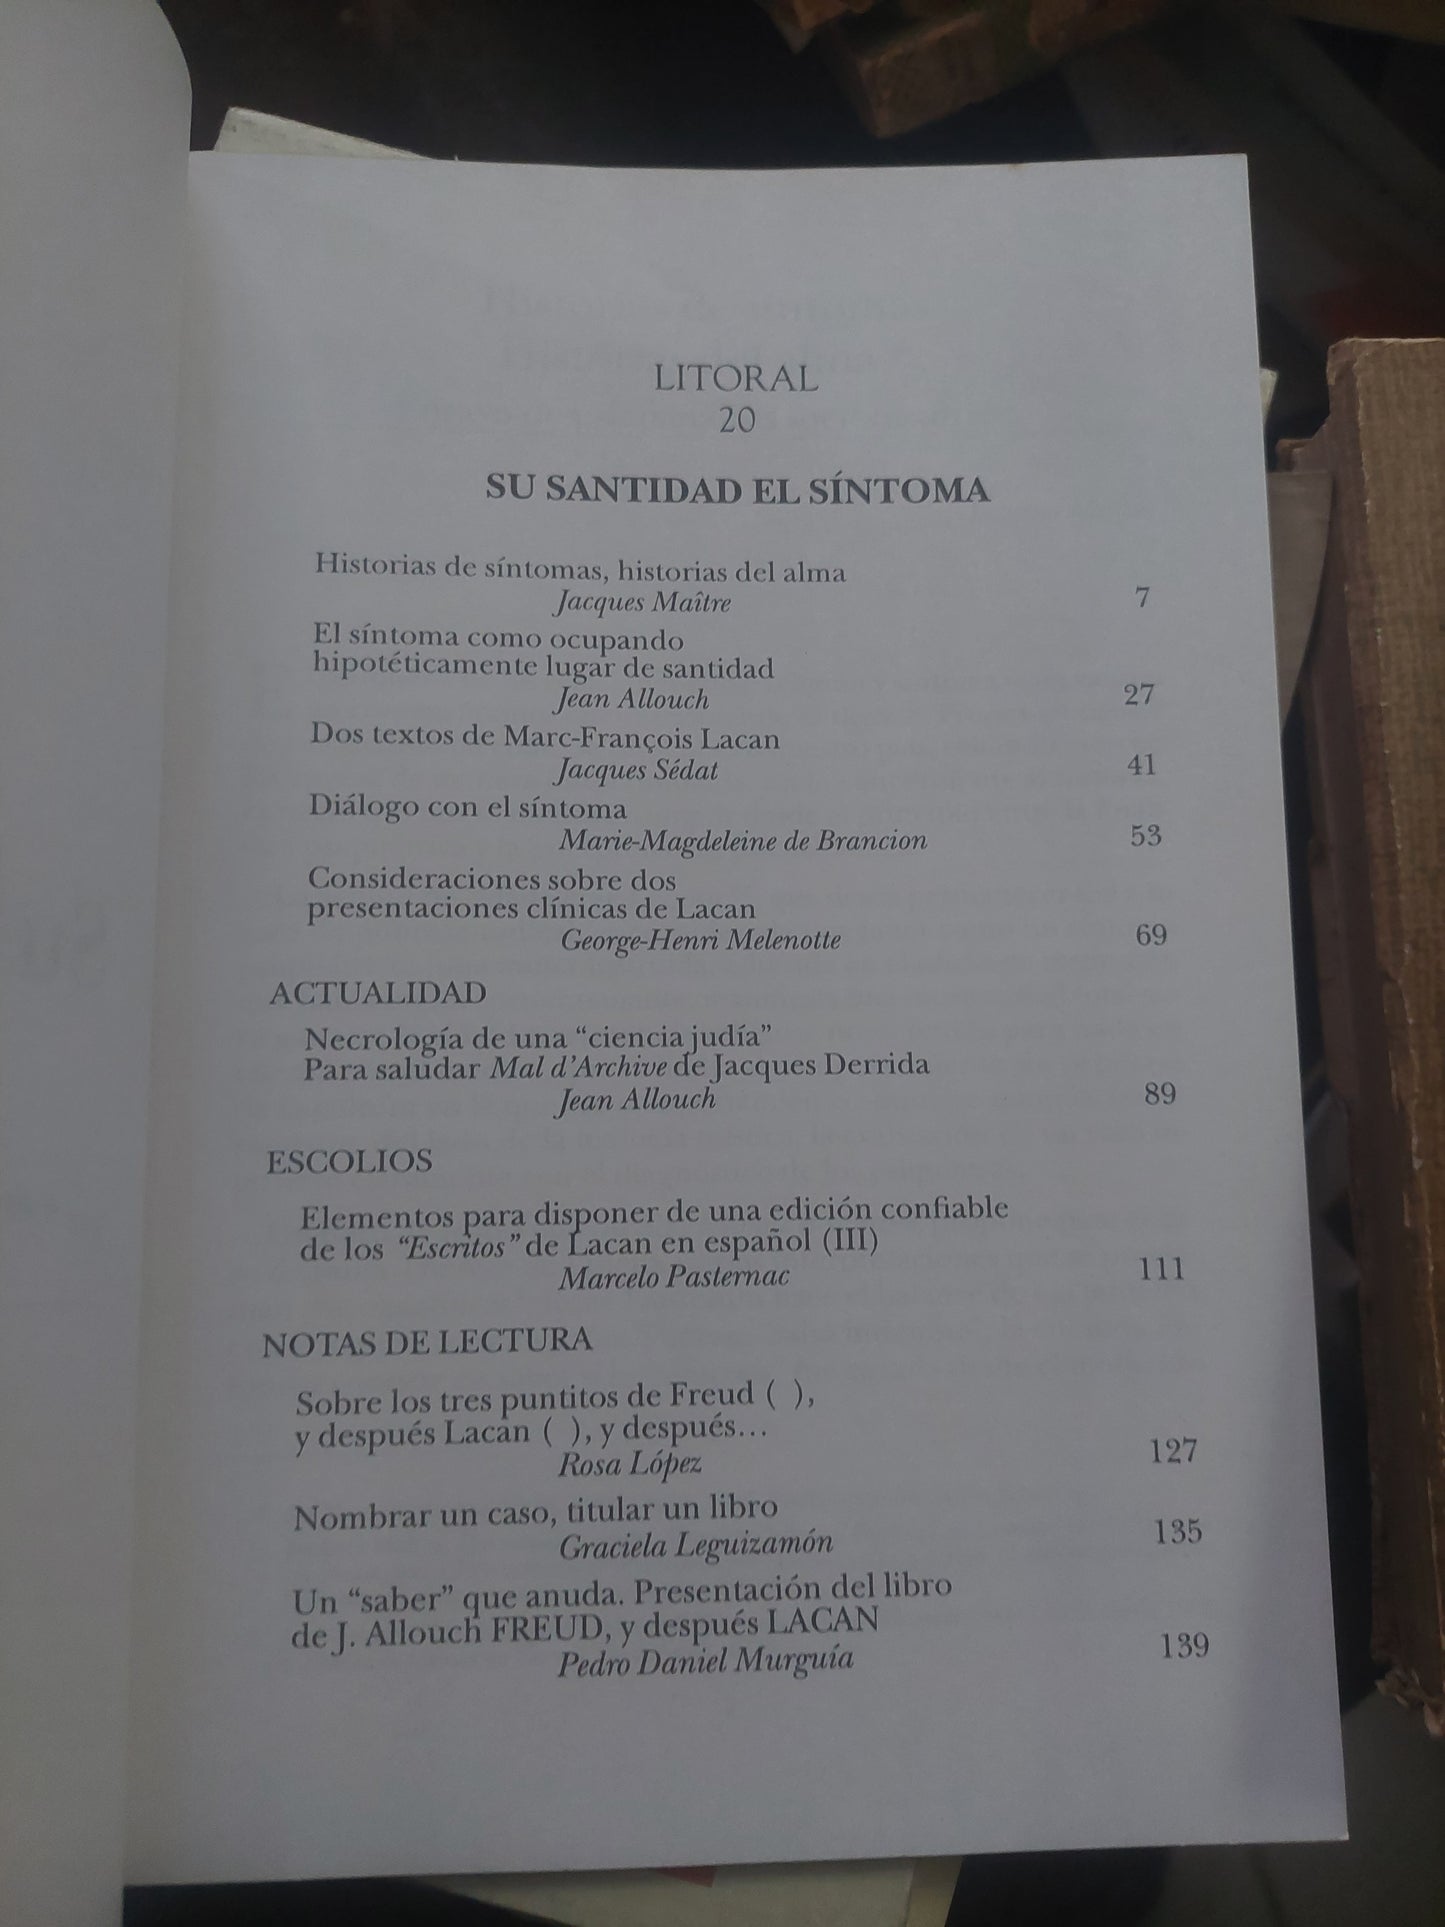 LITORAL
20
SU SANTIDAD EL SÍNTOMA
Historias de síntomas, historias del alma
Jacques Maître 7
El síntoma como ocupando
hipotéticamente lugar de santidad
Jean Allouch 27
Dos textos de Marc-François Lacan
Jacques Sédat 41
Diálogo con el síntoma
Marie-Magdeleine de Brancion 53
Consideraciones sobre dos
presentaciones clínicas de Lacan
George-Henri Melenotte 69
ACTUALIDAD
Necrología de una “ciencia judía”
Para saludar Mal d’Archive de Jacques Derrida
Jean Allouch 89
ESCOLIOS
Elementos para disponer de una edición confiable
de los “Escritos” de Lacan en español (III)
Marcelo Pasternac 111
NOTAS DE LECTURA
Sobre los tres puntitos de Freud ( ),
y después Lacan ( ), y después...
Rosa López 127
Nombrar un caso, titular un libro
Graciela Leguizamón 135
Un “saber” que anuda. Presentación del libro
de J. Allouch FREUD, y después LACAN
Pedro Daniel Murguía 139